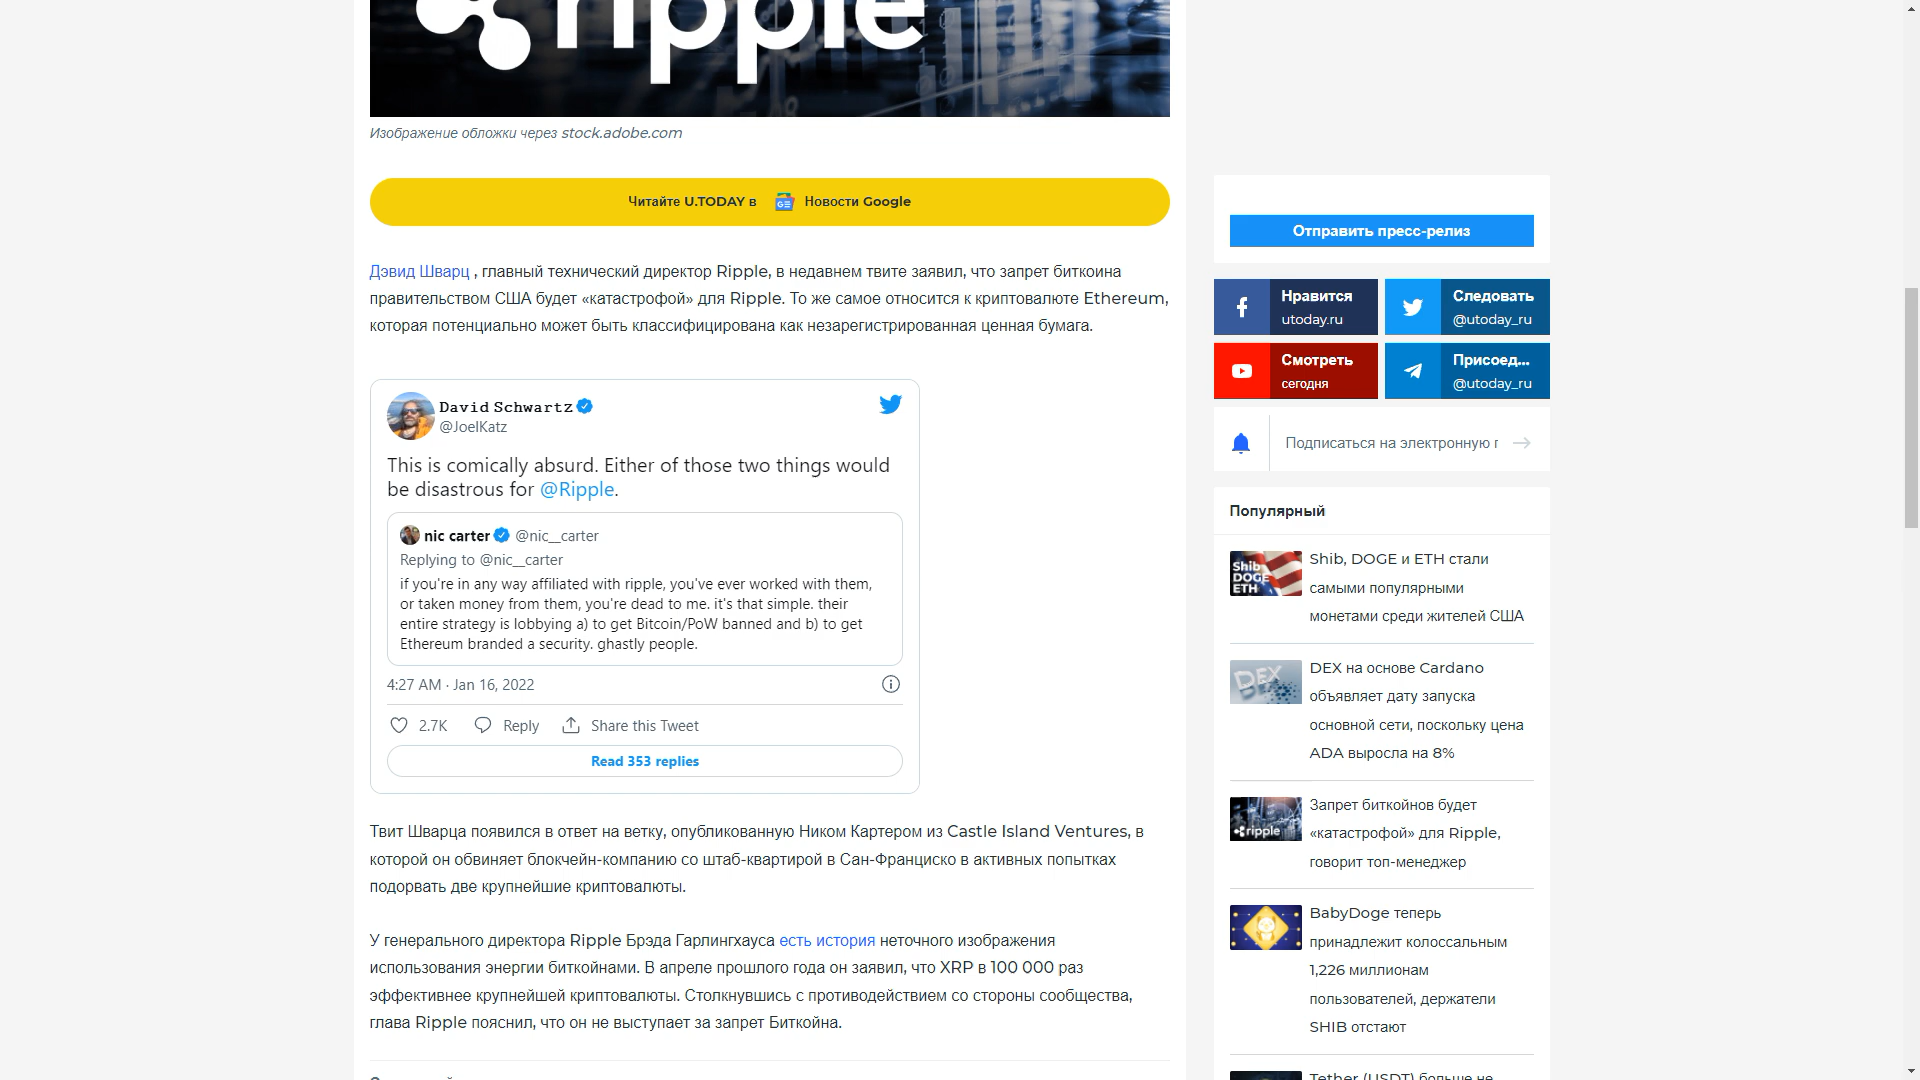 ripple
Изображение обложки через stock.adobe.com
Читайте U.TODAY в Новости Google
Дэвид Шварц , главный технический директор Ripple, в недавнем твите заявил, что запрет биткоина
правительством США будет «катастрофой» для Ripple. То же самое относится к криптовалюте Ethereum,
которая потенциально может быть классифицирована как незарегистрированная ценная бумага.
David Schwartz
@JoelKatz
This is comically absurd. Either of those two things would
be disastrous for @Ripple.
nic carter @nic__carter
Replying to @nic__carter
if you're in any way affiliated with ripple, you've ever worked with them,
or taken money from them, you're dead to me. it's that simple. their
entire strategy is lobbying a) to get Bitcoin/PoW banned and b) to get
Ethereum branded a security. ghastly people.
4:27 AM · Jan 16, 2022
2.7K Reply Share this Tweet
Read 353 replies
Твит Шварца появился в ответ на ветку, опубликованную Ником Картером из Castle Island Ventures, в
которой он обвиняет блокчейн-компанию со штаб-квартирой в Сан-Франциско в активных попытках
подорвать две крупнейшие криптовалюты.
У генерального директора Ripple Брэда Гарлингхауса есть история неточного изображения
использования энергии биткойнами. В апреле прошлого года он заявил, что XRP в 100 000 раз
эффективнее крупнейшей криптовалюты. Столкнувшись с противодействием со стороны сообщества,
глава Ripple пояснил, что он не выступает за запрет Биткойна.
Отправить пресс-релиз
Нравится
utoday.ru
Следовать
@utoday_ru
Смотреть
сегодня
Присоед...
@utoday_ru
Подписаться на электронную
Популярный
Shib
DOGE
ETH
Shib, DOGE и ETH стали
самыми популярными
монетами среди жителей США
DEX
DEX на основе Cardano
объявляет дату запуска
основной сети, поскольку цена
ADA выросла на 8%
ripple
Запрет биткойнов будет
«катастрофой» для Ripple,
говорит топ-менеджер
BabyDoge теперь
принадлежит колоссальным
1,226 миллионам
пользователей, держатели
SHIB отстают
Tether (USDT) больше не